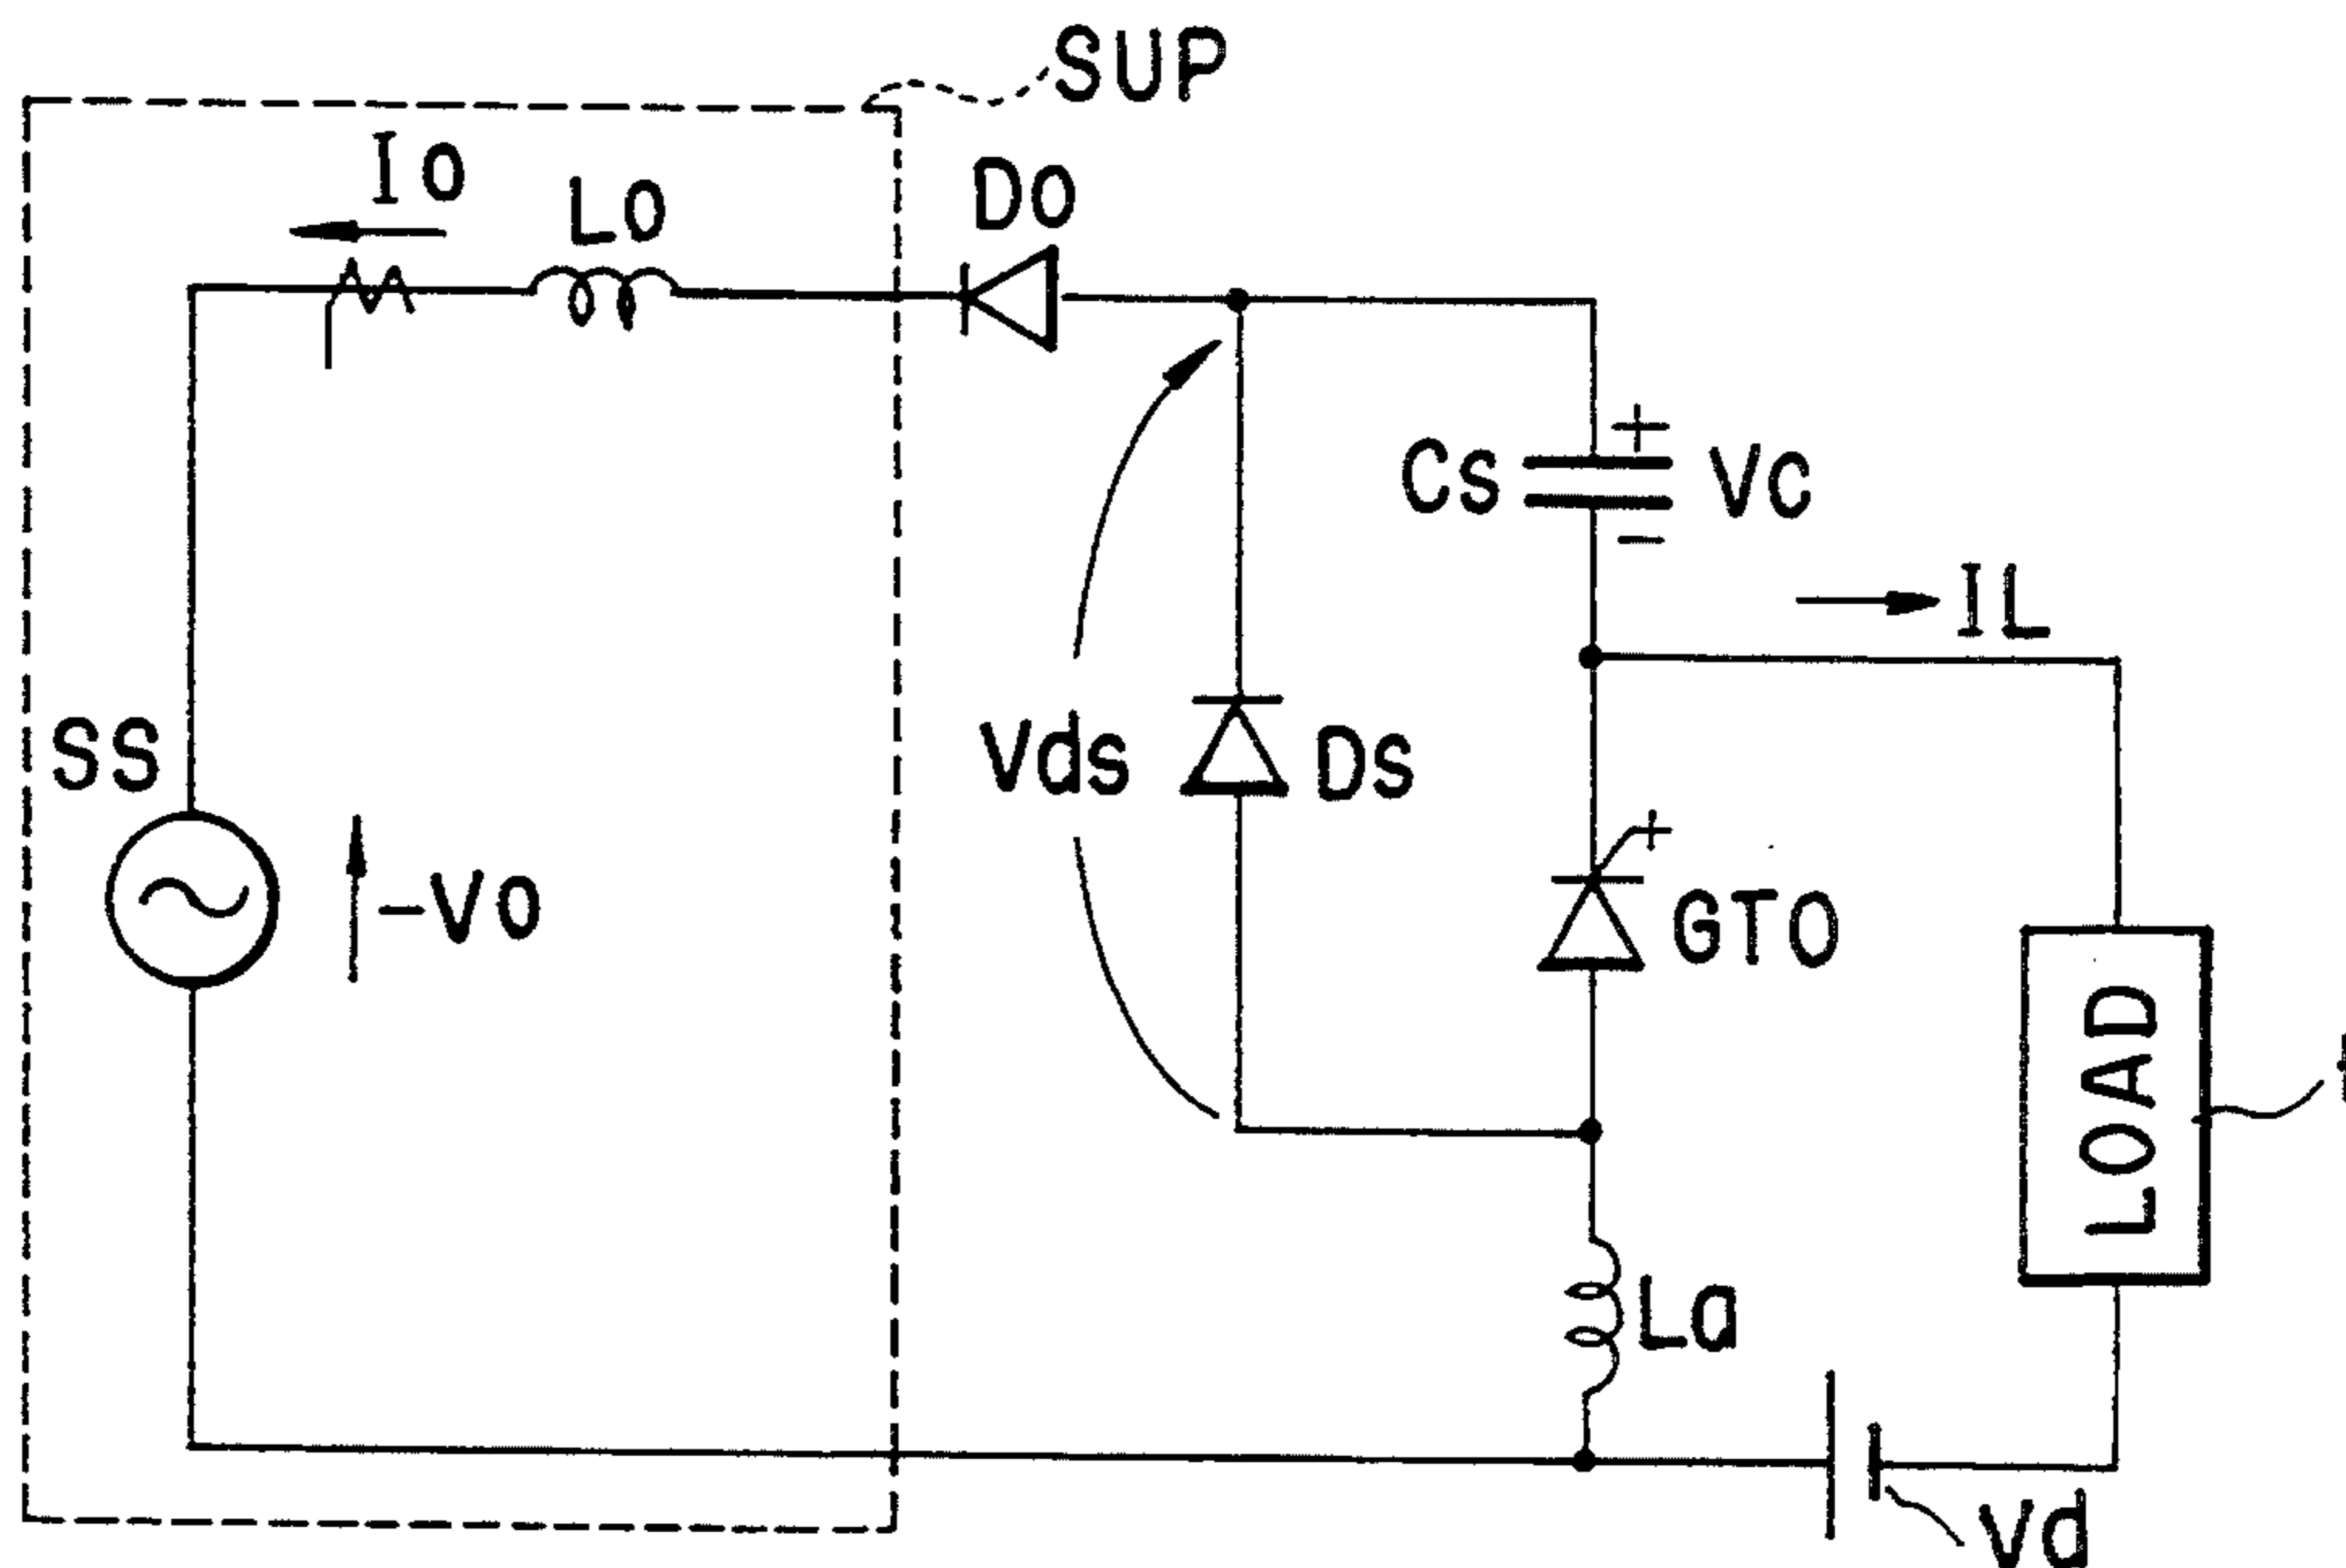 SUP
Io
Lo
Do
+
Cs
Vc
−
IL
SS
Vds
Ds
-Vo
+
GTO
LOAD
La
Vd